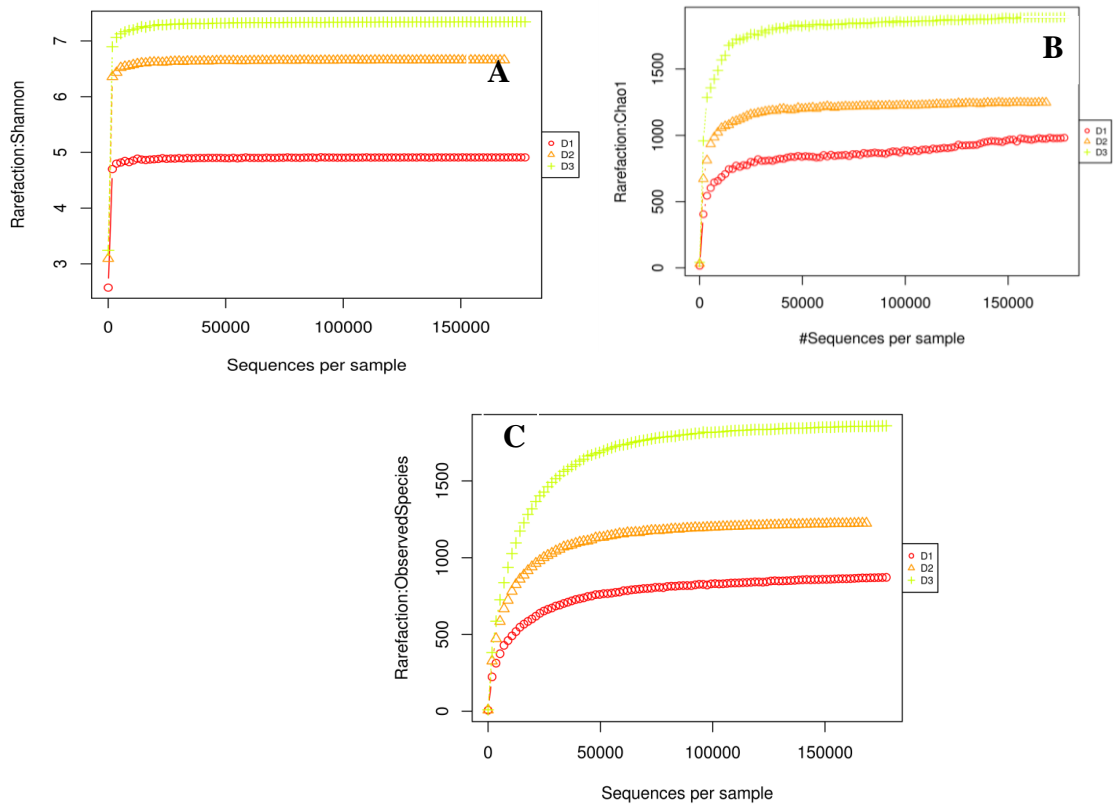 A
Rarefaction:Shannon
7
6
5
4
3
0 50000 100000 150000
Sequences per sample
D1
D2
D3
B
Rarefaction:Chao1
1500
1000
500
0
0 50000 100000 150000
#Sequences per sample
D1
D2
D3
C
Rarefaction:ObservedSpecies
1500
1000
500
0
0 50000 100000 150000
Sequences per sample
D1
D2
D3